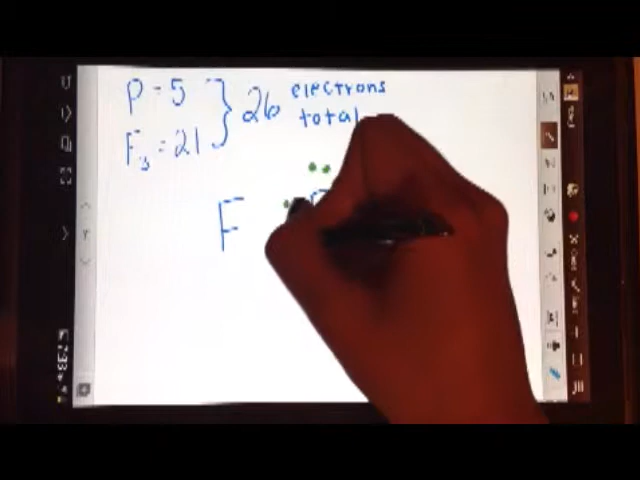 P = 5 } 26 electrons total
F₃ = 21
F